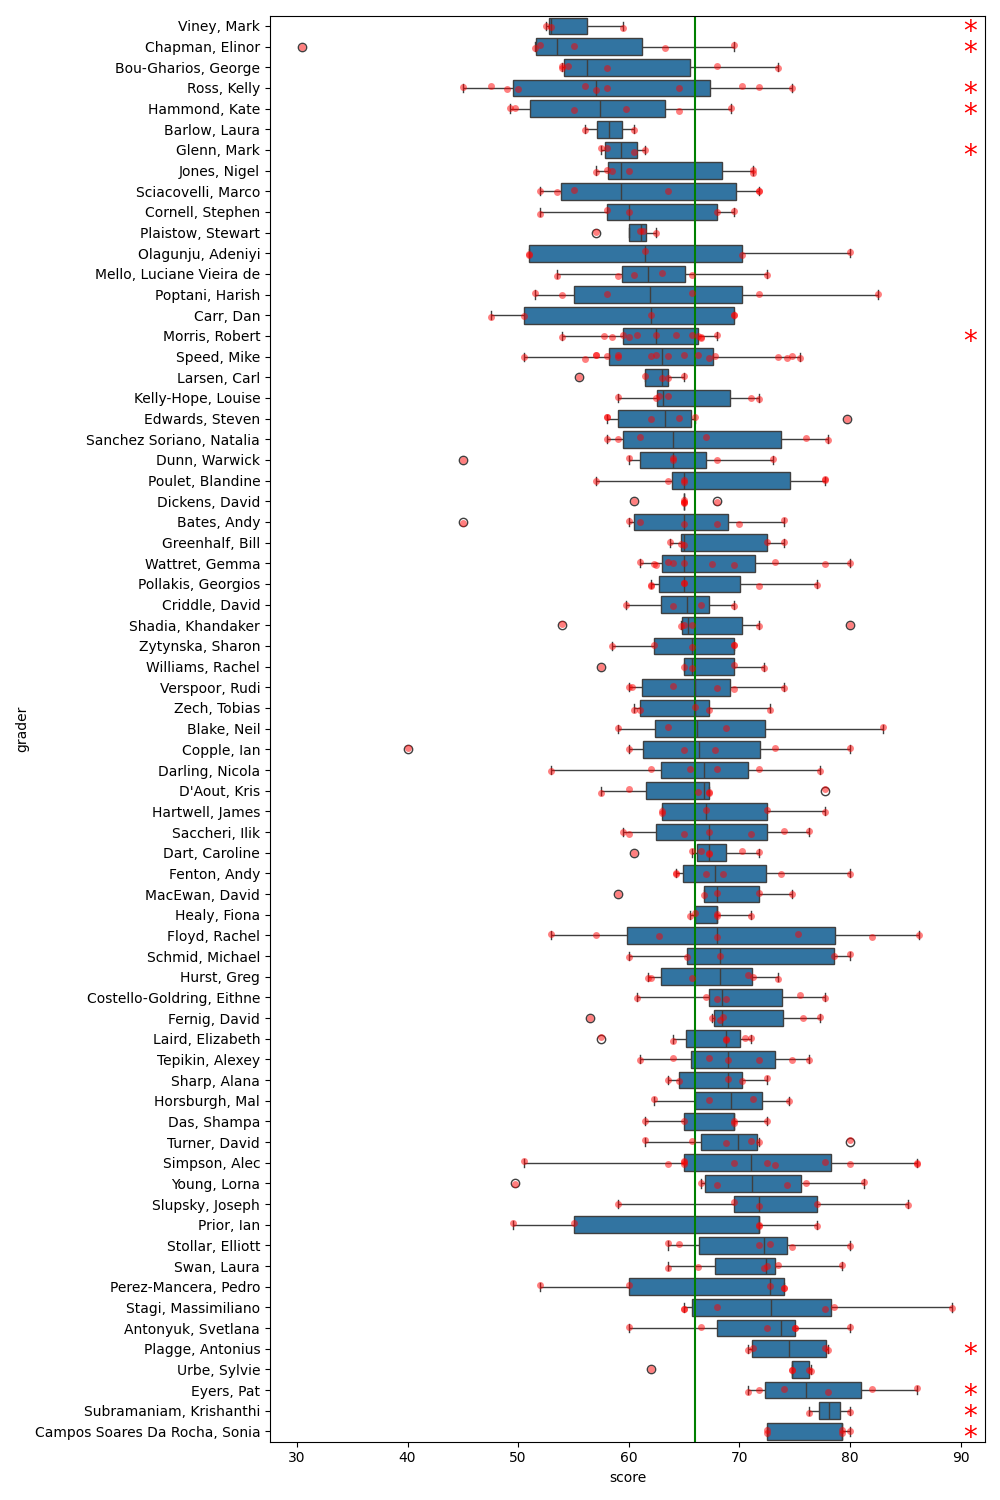 Viney, Mark
Chapman, Elinor
Bou-Gharios, George
Ross, Kelly
Hammond, Kate
Barlow, Laura
Glenn, Mark
Jones, Nigel
Sciacovelli, Marco
Cornell, Stephen
Plaistow, Stewart
Olagunju, Adeniyi
Mello, Luciane Vieira de
Poptani, Harish
Carr, Dan
Morris, Robert
Speed, Mike
Larsen, Carl
Kelly-Hope, Louise
Edwards, Steven
Sanchez Soriano, Natalia
Dunn, Warwick
Poulet, Blandine
Dickens, David
Bates, Andy
Greenhalf, Bill
Wattret, Gemma
Pollakis, Georgios
Criddle, David
Shadia, Khandaker
Zytynska, Sharon
Williams, Rachel
Verspoor, Rudi
Zech, Tobias
Blake, Neil
Copple, Ian
Darling, Nicola
D'Aout, Kris
Hartwell, James
Saccheri, Ilik
Dart, Caroline
Fenton, Andy
MacEwan, David
Healy, Fiona
Floyd, Rachel
Schmid, Michael
Hurst, Greg
Costello-Goldring, Eithne
Fernig, David
Laird, Elizabeth
Tepikin, Alexey
Sharp, Alana
Horsburgh, Mal
Das, Shampa
Turner, David
Simpson, Alec
Young, Lorna
Slupsky, Joseph
Prior, Ian
Stollar, Elliott
Swan, Laura
Perez-Mancera, Pedro
Stagi, Massimiliano
Antonyuk, Svetlana
Plagge, Antonius
Urbe, Sylvie
Eyers, Pat
Subramaniam, Krishanthi
Campos Soares Da Rocha, Sonia
grader
30 40 50 60 70 80 90
score